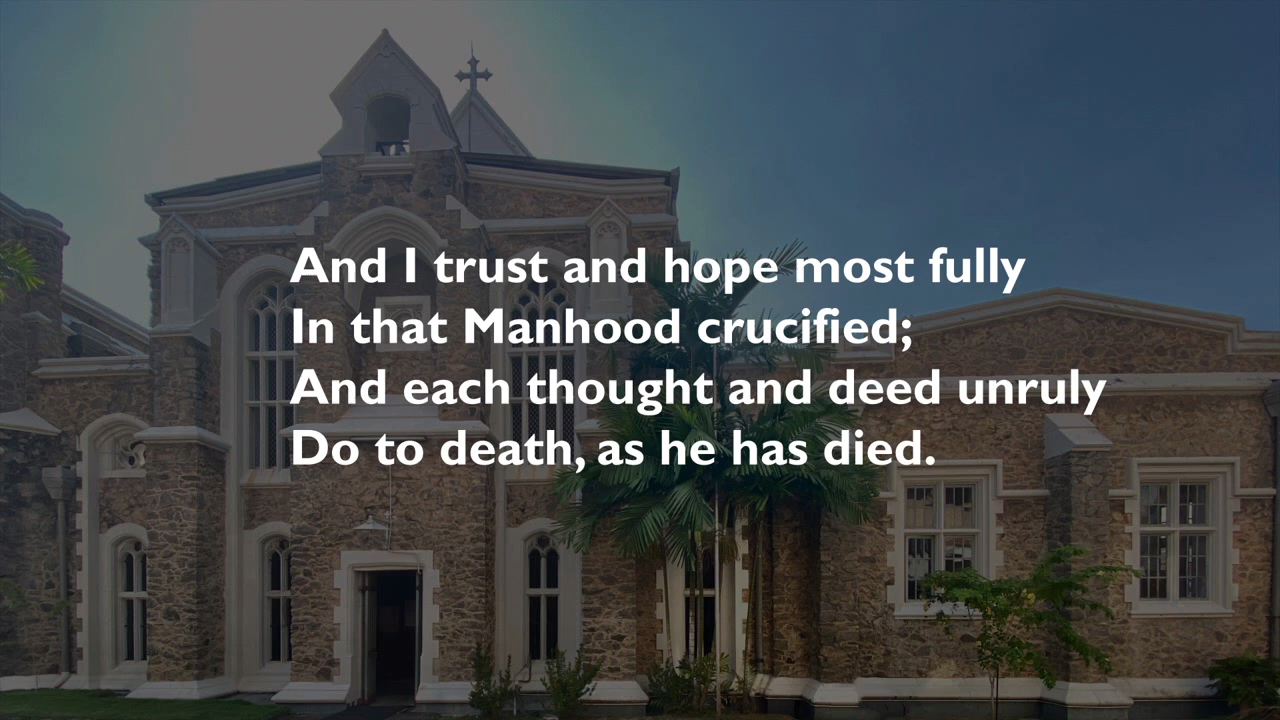 And I trust and hope most fully
In that Manhood crucified;
And each thought and deed unruly
Do to death, as he has died.